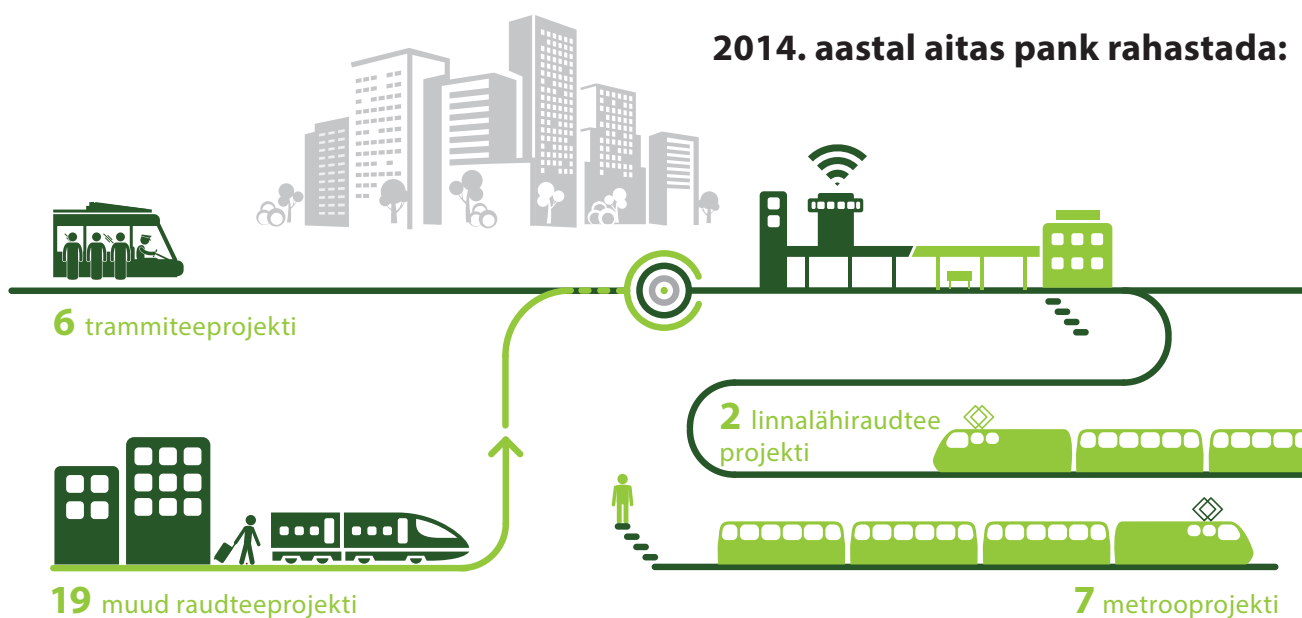 2014. aastal aitas pank rahastada:
6 trammiteeprojekti
2 linnalähiraudtee
projekti
19 muud raudteeprojekti
7 metrooprojekti